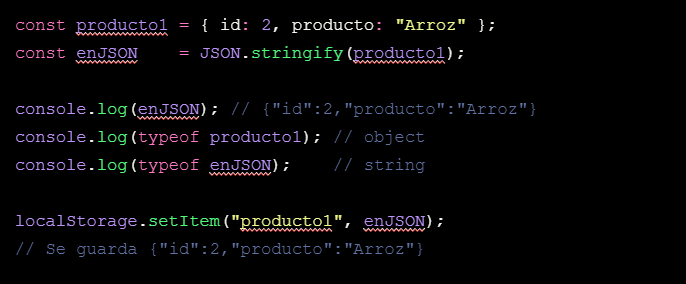 const producto1 = { id: 2, producto: "Arroz" };
const enJSON    = JSON.stringify(producto1);
console.log(enJSON); // {"id":2,"producto":"Arroz"}
console.log(typeof producto1); // object
console.log(typeof enJSON);    // string
localStorage.setItem("producto1", enJSON);
// Se guarda {"id":2,"producto":"Arroz"}